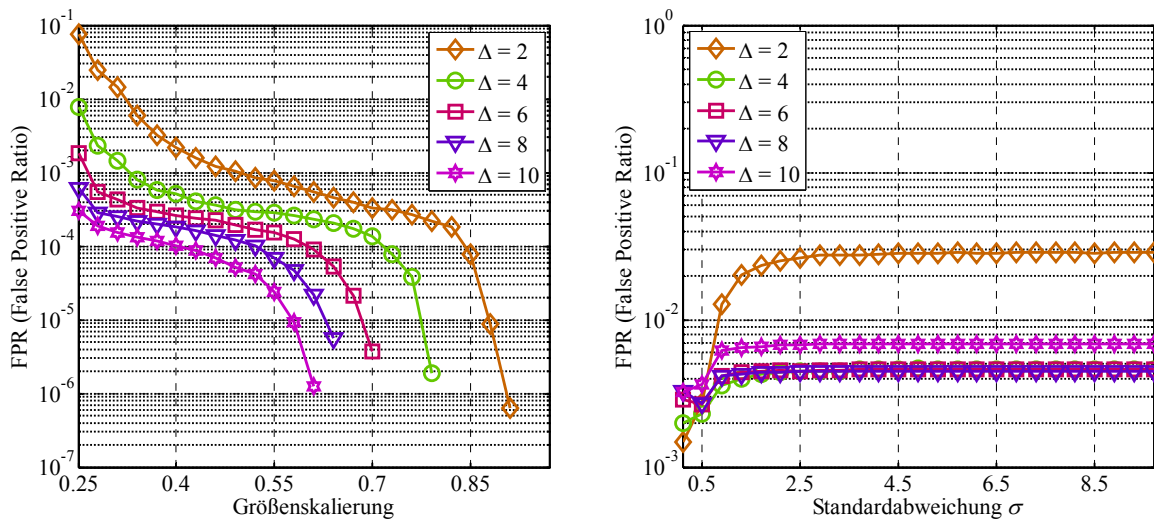 FPR (False Positive Ratio)
10^-1
10^-2
10^-3
10^-4
10^-5
10^-6
10^-7
Δ = 2
Δ = 4
Δ = 6
Δ = 8
Δ = 10
0.25 0.4 0.55 0.7 0.85
Größenskalierung
FPR (False Positive Ratio)
10^0
10^-1
10^-2
10^-3
Δ = 2
Δ = 4
Δ = 6
Δ = 8
Δ = 10
0.5 2.5 4.5 6.5 8.5
Standardabweichung σ